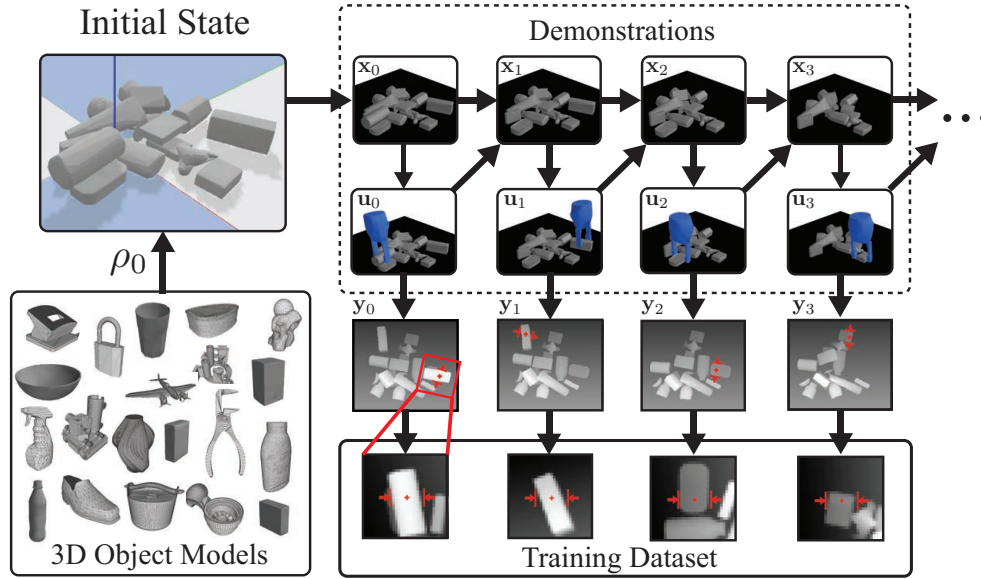 Initial State
Demonstrations
x₀
x₁
x₂
x₃
u₀
u₁
u₂
u₃
ρ₀
y₀
y₁
y₂
y₃
3D Object Models
Training Dataset